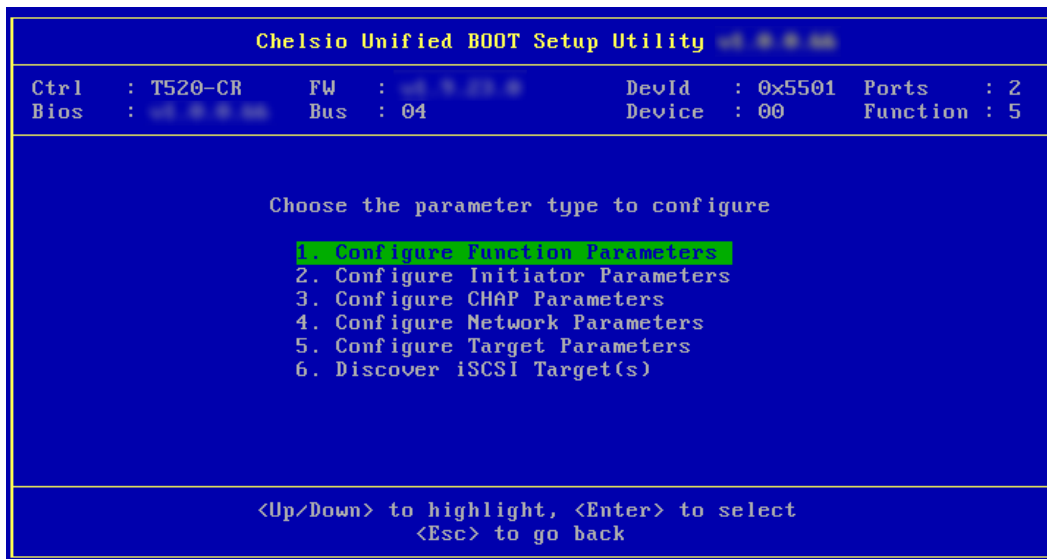 Chelsio Unified BOOT Setup Utility
Ctrl : T520-CR FW : DevId : 0x5501 Ports : 2
Bios : Bus : 04 Device : 00 Function : 5
Choose the parameter type to configure
1. Configure Function Parameters
2. Configure Initiator Parameters
3. Configure CHAP Parameters
4. Configure Network Parameters
5. Configure Target Parameters
6. Discover iSCSI Target(s)
<Up/Down> to highlight, <Enter> to select
<Esc> to go back